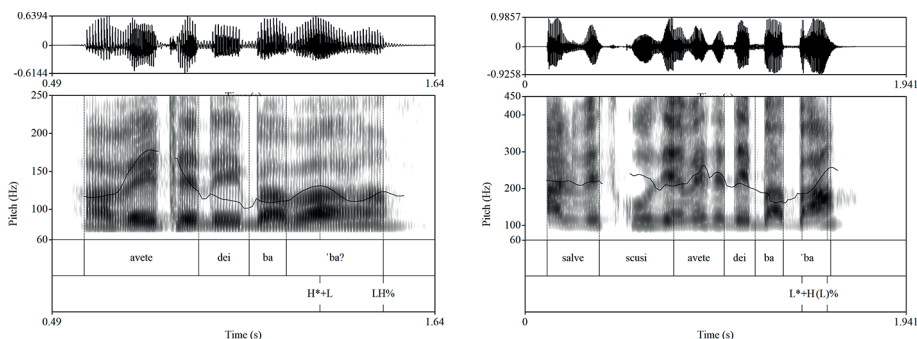 0.6394
0
-0.6144
0.49
1.64
250
200
150
100
60
Pitch (Hz)
avete
dei
ba
'ba?
H*+L
LH%
0.49
1.64
Time (s)
0.9857
0
-0.9258
0
1.941
450
400
300
200
100
60
Pitch (Hz)
salve
scusi
avete
dei
ba
'ba
L*+H(L)%
0
1.941
Time (s)